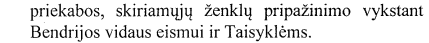 priekabos, skiriamųjų ženklų pripažinimo vykstant
Bendrijos vidaus eismui ir Taisyklėms.